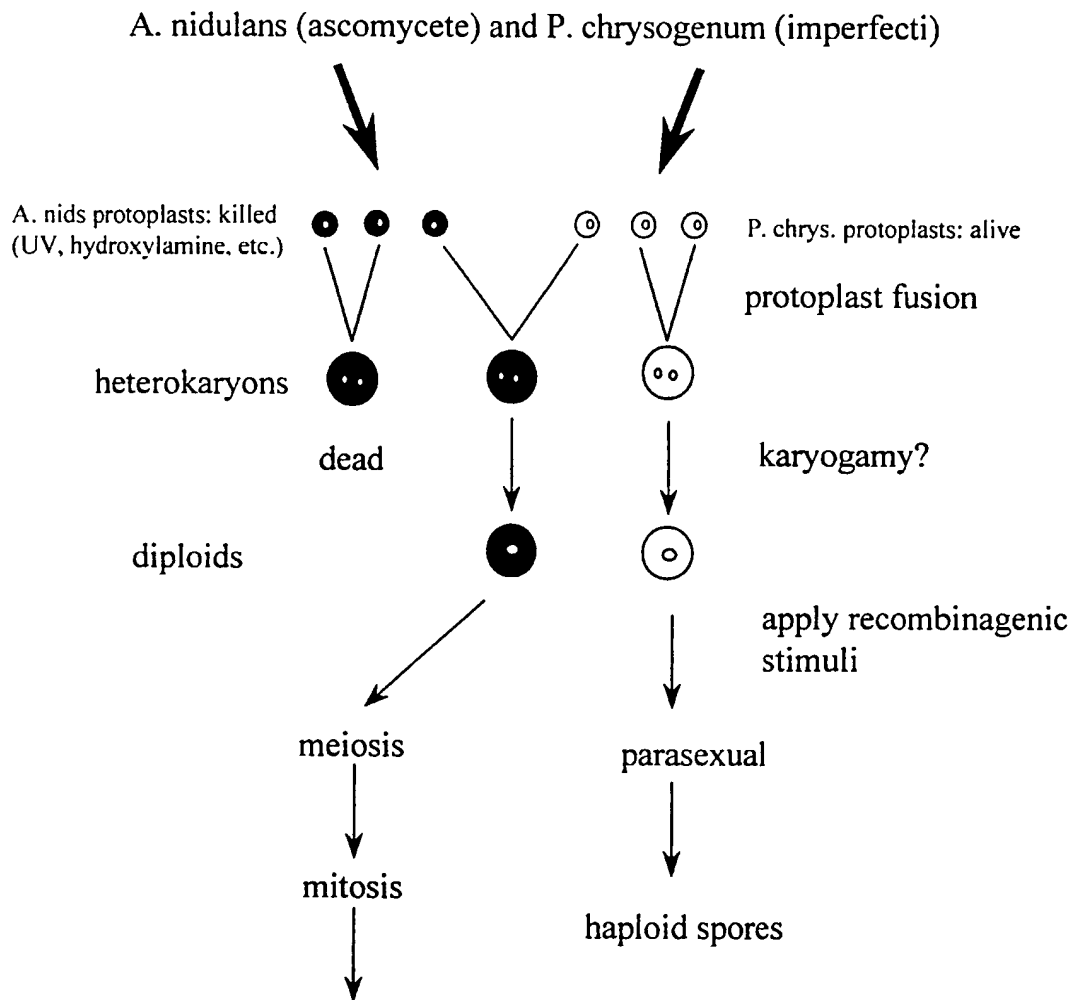 A. nidulans (ascomycete) and P. chrysogenum (imperfecti)
A. nids protoplasts: killed
(UV, hydroxylamine, etc.)
P. chrys. protoplasts: alive
protoplast fusion
heterokaryons
dead
karyogamy?
diploids
apply recombinagenic
stimuli
meiosis
parasexual
mitosis
haploid spores